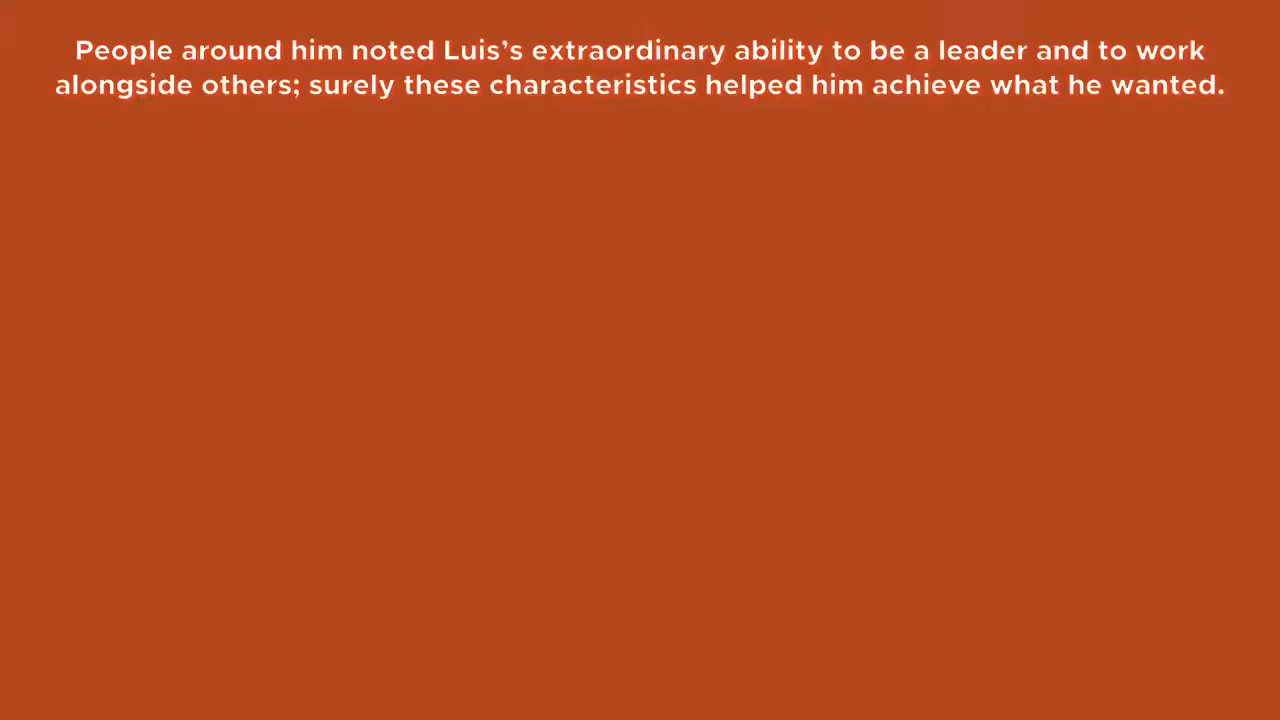 People around him noted Luis’s extraordinary ability to be a leader and to work
alongside others; surely these characteristics helped him achieve what he wanted.